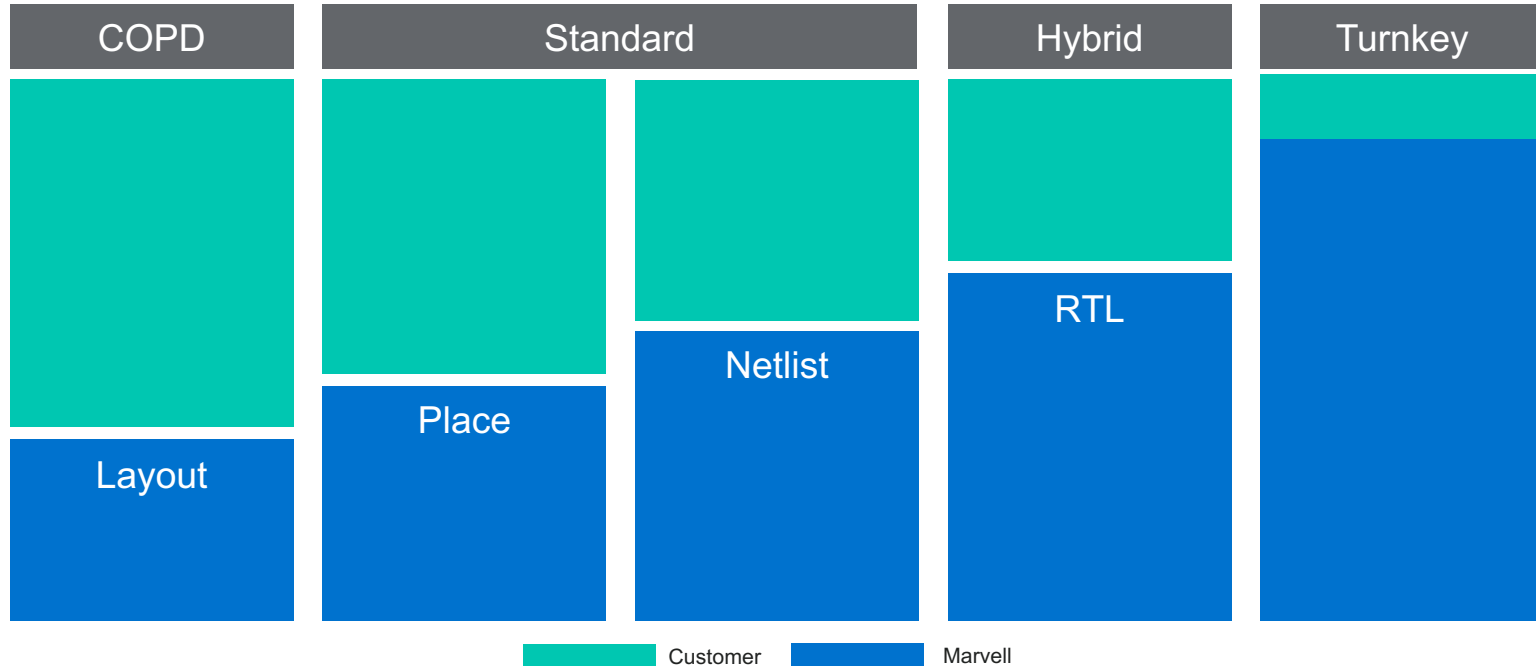 COPD
Standard
Hybrid
Turnkey
Layout
Place
Netlist
RTL
Customer
Marvell